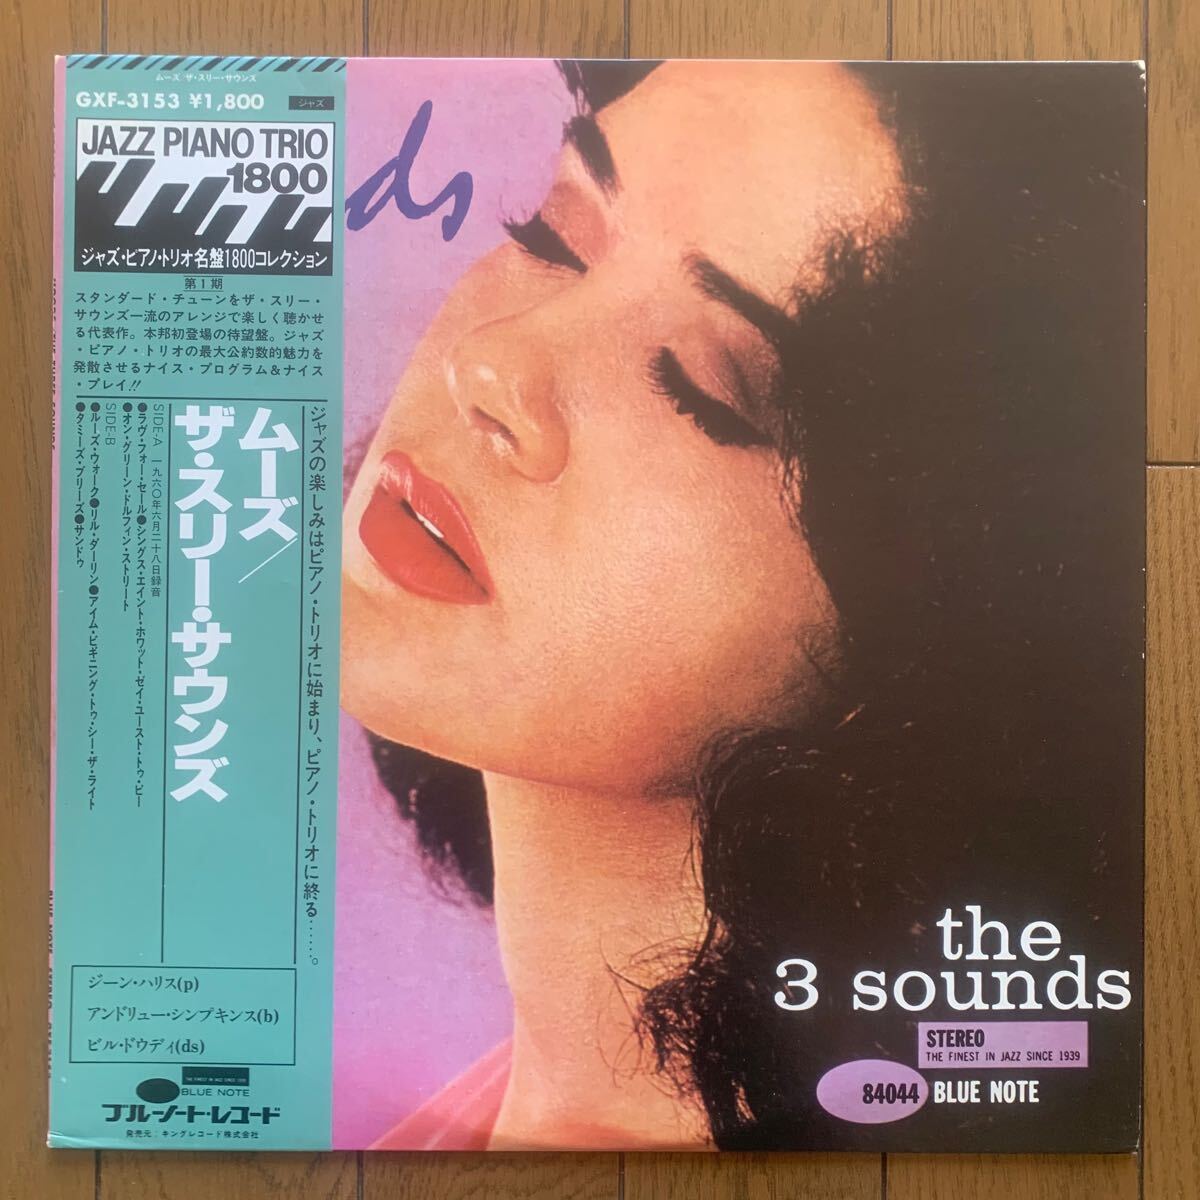 ムーズ/ザ・スリー・サウンズ
GXF-3153 ¥1,800 ジャズ
JAZZ PIANO TRIO
1800
ジャズ・ピアノ・トリオ名盤1800コレクション
第1期
スタンダード・チューンをザ・スリー・
サウンズ一流のアレンジで楽しく聴かせ
る代表作。本邦初登場の待望盤。ジャズ
・ピアノ・トリオの最大公約数的魅力を
発散させるナイス・プログラム&ナイス
・プレイ!!
ジャズの楽しみはピアノ・トリオに始まり、ピアノ・トリオに終る……。
ムーズ/
ザ・スリー・サウンズ
SIDE-A 一九六〇年六月二十八日録音
●ラヴ・フォー・セール●シングス・エイント・ホワット・ゼイ・ユースト・トゥ・ビー
●オン・グリーン・ドルフィン・ストリート
SIDE-B
●ルーズ・ウォーク●リル・ダーリン●アイム・ビギニング・トゥ・シー・ザ・ライト
●タミーズ・ブリーズ●サンドゥ
ジーン・ハリス(p)
アンドリュー・シンプキンス(b)
ビル・ドウディ(ds)
THE FINEST IN JAZZ SINCE 1939
BLUE NOTE
ブルーノート・レコード
発売元:キングレコード株式会社
ds
the
3 sounds
STEREO
THE FINEST IN JAZZ SINCE 1939
84044 BLUE NOTE